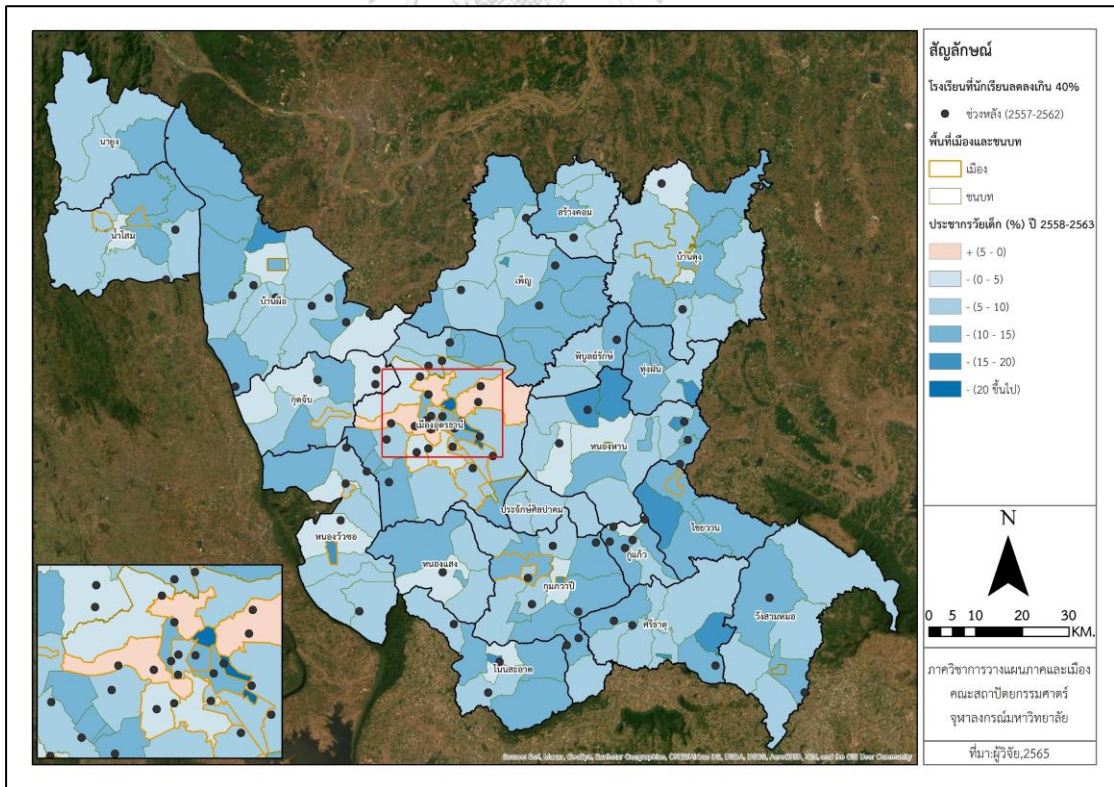 สัญลักษณ์
โรงเรียนที่นักเรียนลดลงเกิน 40%
ช่วงหลัง (2557-2562)
พื้นที่เมืองและชนบท
เมือง
ชนบท
ประชากรวัยเด็ก (%) ปี 2558-2563
+ (5 - 0)
- (0 - 5)
- (5 - 10)
- (10 - 15)
- (15 - 20)
- (20 ขึ้นไป)
นายูง
น้ำโสม
บ้านผือ
สร้างคอม
เพ็ญ
บ้านดุง
พิบูลย์รักษ์
ทุ่งฝน
กุดจับ
เมืองอุดรธานี
หนองหาน
ประจักษ์ศิลปาคม
ไชยวาน
หนองวัวซอ
หนองแสง
กุมภวาปี
กู่แก้ว
ศรีธาตุ
วังสามหมอ
โนนสะอาด
N
0 5 10 20 30
KM.
ภาควิชาการวางแผนภาคและเมือง
คณะสถาปัตยกรรมศาตร์
จุฬาลงกรณ์มหาวิทยาลัย
ที่มา:ผู้วิจัย,2565